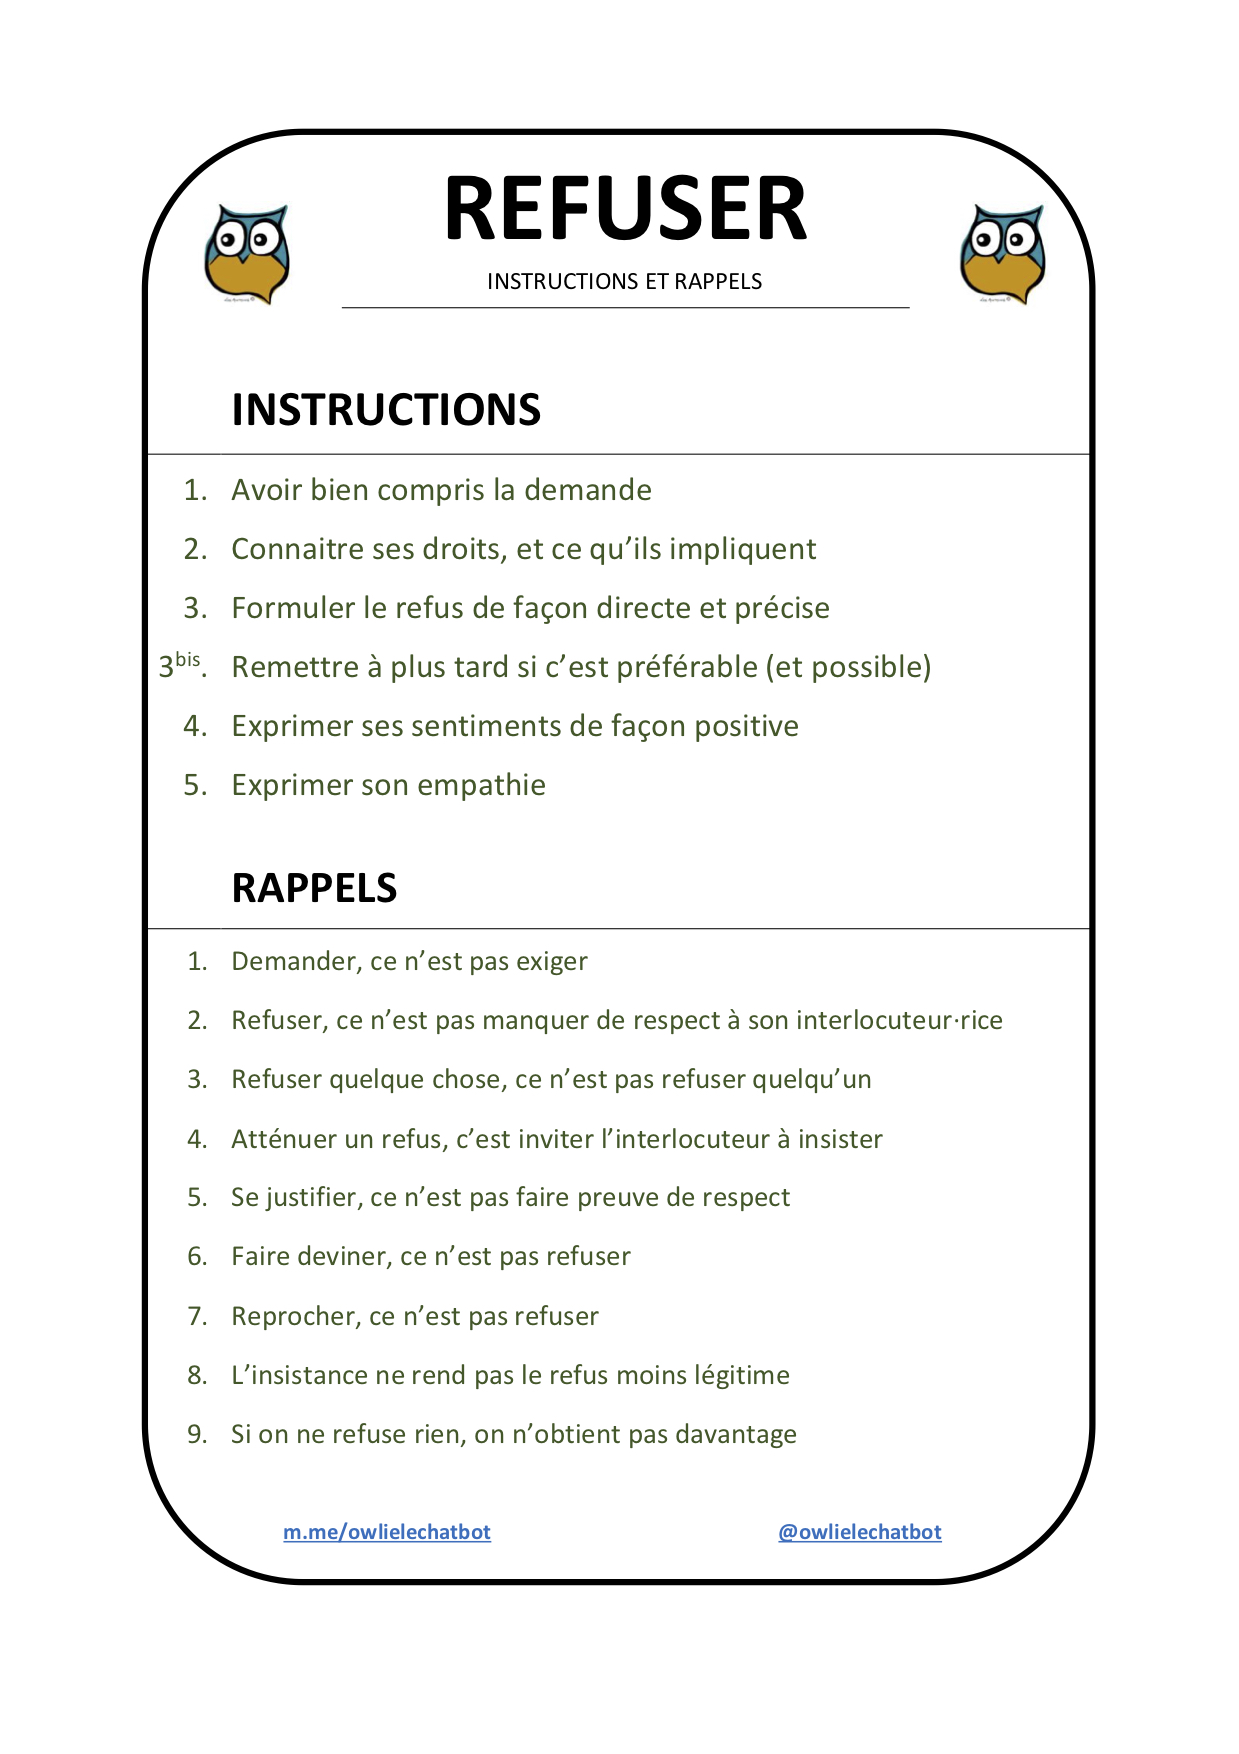 REFUSER
INSTRUCTIONS ET RAPPELS
INSTRUCTIONS
1. Avoir bien compris la demande
2. Connaitre ses droits, et ce qu’ils impliquent
3. Formuler le refus de façon directe et précise
3bis. Remettre à plus tard si c’est préférable (et possible)
4. Exprimer ses sentiments de façon positive
5. Exprimer son empathie
RAPPELS
1. Demander, ce n’est pas exiger
2. Refuser, ce n’est pas manquer de respect à son interlocuteur·rice
3. Refuser quelque chose, ce n’est pas refuser quelqu’un
4. Atténuer un refus, c’est inviter l’interlocuteur à insister
5. Se justifier, ce n’est pas faire preuve de respect
6. Faire deviner, ce n’est pas refuser
7. Reprocher, ce n’est pas refuser
8. L’insistance ne rend pas le refus moins légitime
9. Si on ne refuse rien, on n’obtient pas davantage
m.me/owlielechatbot
@owlielechatbot